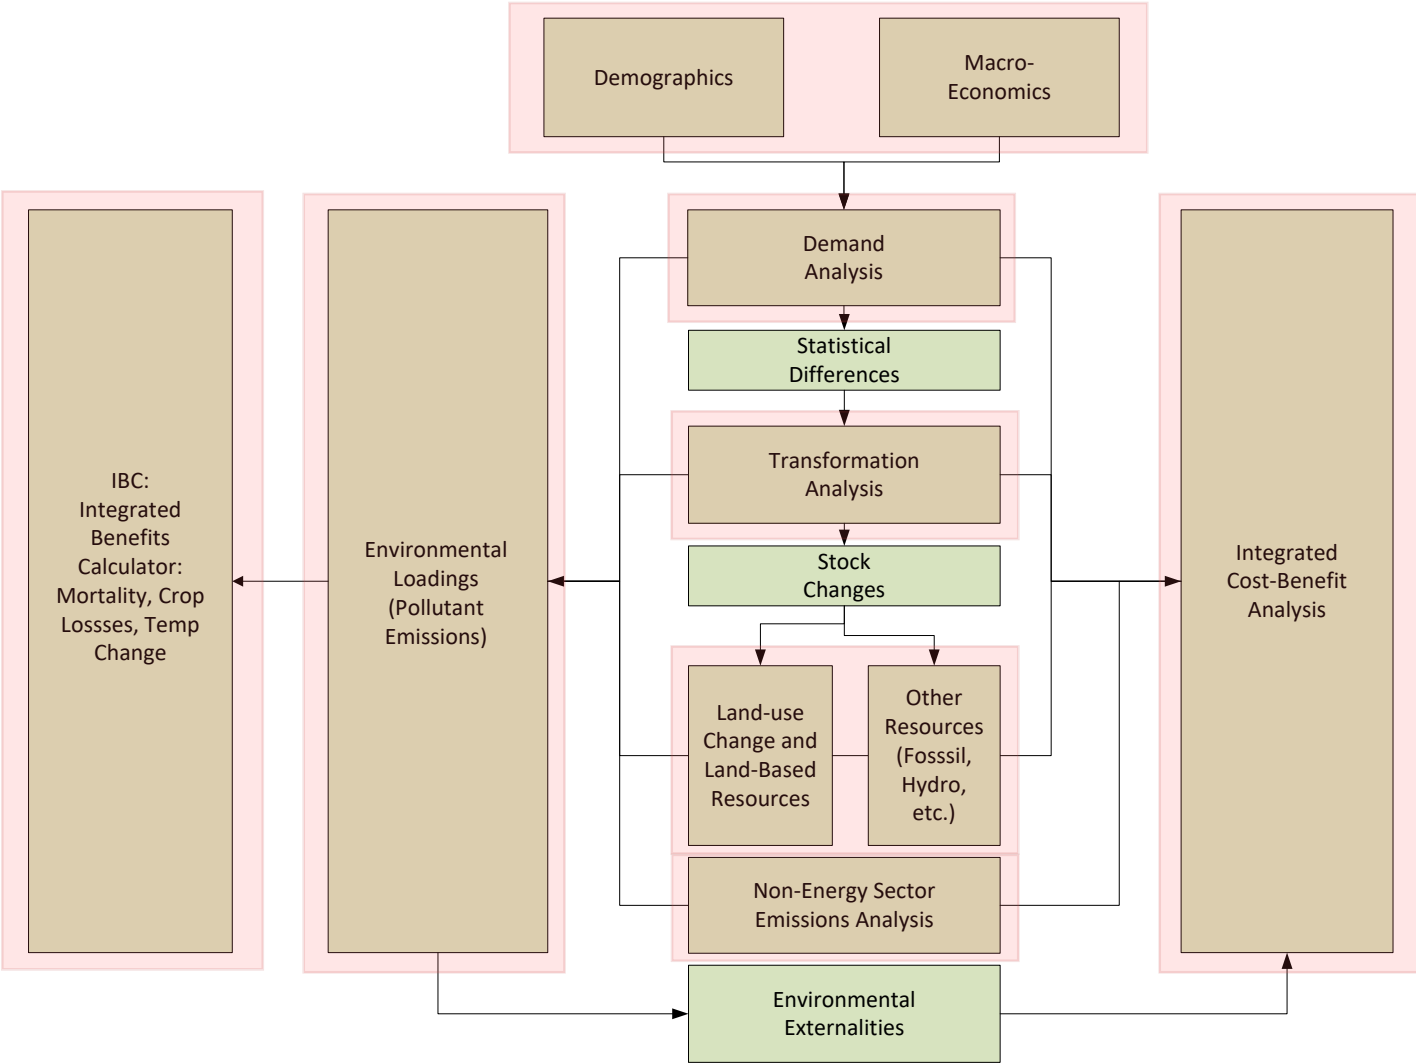 Demographics
Macro-
Economics
Demand
Analysis
Statistical
Differences
Transformation
Analysis
Stock
Changes
IBC:
Integrated
Benefits
Calculator:
Mortality, Crop
Lossses, Temp
Change
Environmental
Loadings
(Pollutant
Emissions)
Integrated
Cost-Benefit
Analysis
Land-use
Change and
Land-Based
Resources
Other
Resources
(Fosssil,
Hydro,
etc.)
Non-Energy Sector
Emissions Analysis
Environmental
Externalities